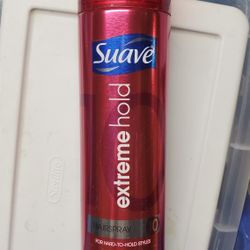 Suave
extreme hold
HAIRSPRAY
FOR HARD-TO-HOLD STYLES